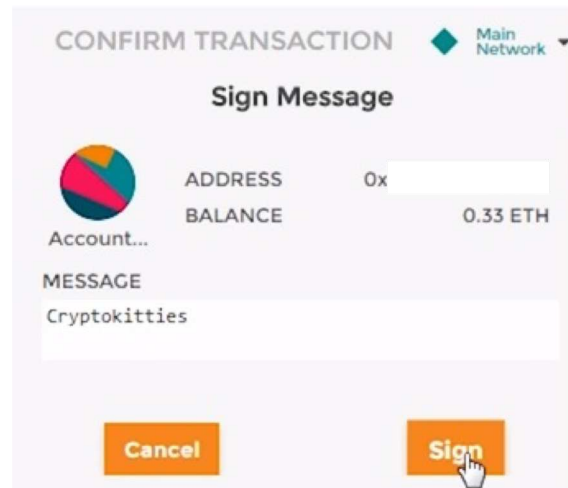 CONFIRM TRANSACTION
Main
Network
Sign Message
ADDRESS 0x
BALANCE 0.33 ETH
Account...
MESSAGE
Cryptokitties
Cancel Sign